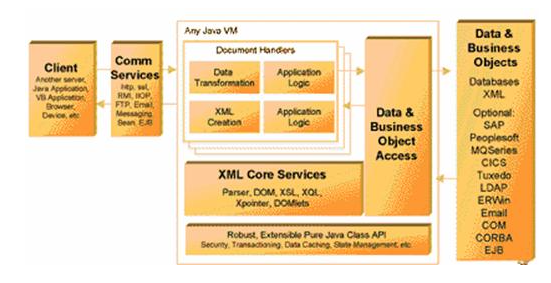 Client
Another server,
Java Application,
VB Application,
Browser,
Device, etc
Comm
Services
http, ssl,
RMI, IIOP,
FTP, Email,
Messaging
Bean, EJB
Any Java VM
Document Handlers
Data
Transformation
Application
Logic
XML
Creation
Application
Logic
Data &
Business
Object
Access
XML Core Services
Parser, DOM, XSL, XQL,
Xpointer, DOMlets
Robust, Extensible Pure Java Class API
Security, Transactioning, Data Caching, State Management, etc.
Data &
Business
Objects
Databases
XML
Optional:
SAP
Peoplesoft
MQSeries
CICS
Tuxedo
LDAP
ERWin
Email
COM
CORBA
EJB